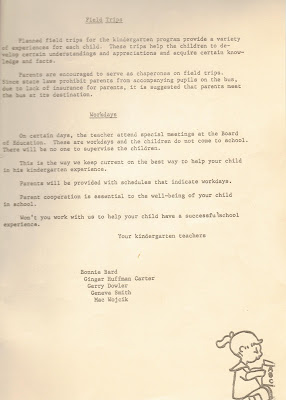 Field Trips
Planned field trips for the kindergarten program provide a variety
of experiences for each child. These trips help the children to de-
velop certain understandings and appreciations and acquire certain know-
ledge and facts.
Parents are encouraged to serve as chaperons on field trips.
Since state laws prohibit parents from accompanying pupils on the bus,
due to lack of insurance for parents, it is suggested that parents meet
the bus at its destination.
Workdays
On certain days, the teacher attend special meetings at the Board
of Education. These are workdays and the children do not come to school.
There will be no one to supervise the children.
This is the way we keep current on the best way to help your child
in his kindergarten experience.
Parents will be provided with schedules that indicate workdays.
Parent cooperation is essential to the well-being of your child
in school.
Won't you work with us to help your child have a successful school
experience.
Your kindergarten teachers
Bonnie Bard
Ginger Huffman Carter
Gerry Dowler
Geneva Smith
Mac Wojcik